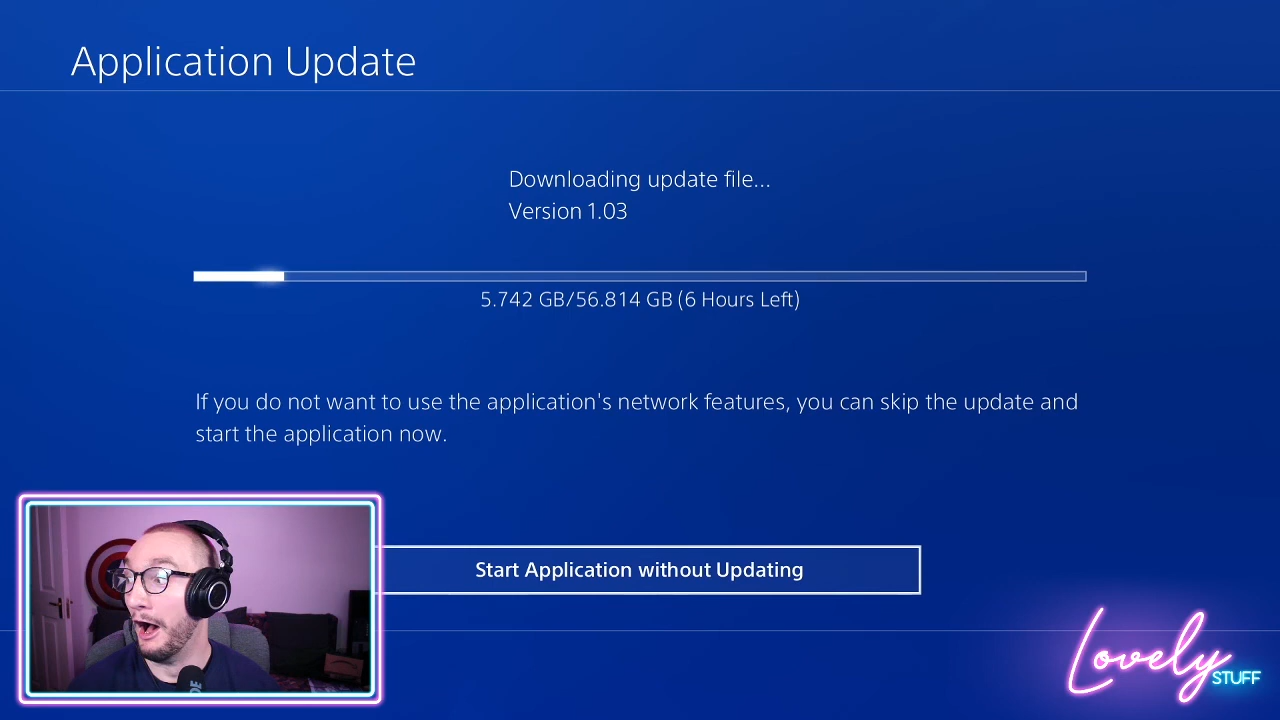 Application Update
Downloading update file...
Version 1.03
5.742 GB/56.814 GB (6 Hours Left)
If you do not want to use the application's network features, you can skip the update and
start the application now.
Start Application without Updating
Lovely
STUFF